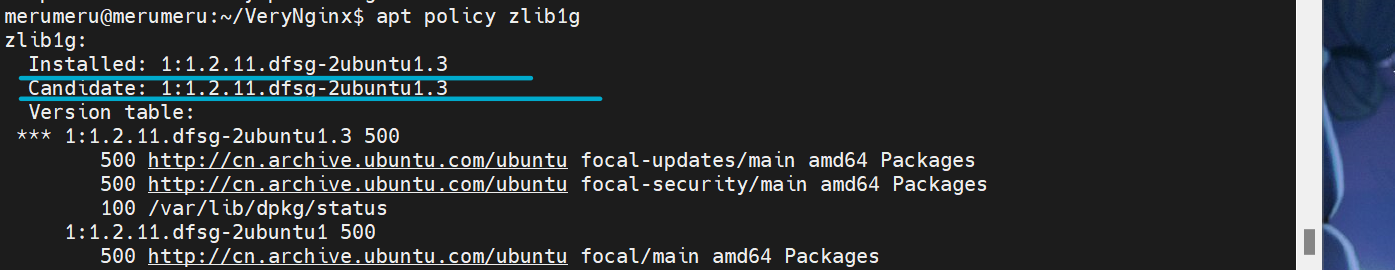 merumeru@merumeru:~/VeryNginx$ apt policy zlib1g
zlib1g:
  Installed: 1:1.2.11.dfsg-2ubuntu1.3
  Candidate: 1:1.2.11.dfsg-2ubuntu1.3
  Version table:
 *** 1:1.2.11.dfsg-2ubuntu1.3 500
        500 http://cn.archive.ubuntu.com/ubuntu focal-updates/main amd64 Packages
        500 http://cn.archive.ubuntu.com/ubuntu focal-security/main amd64 Packages
        100 /var/lib/dpkg/status
     1:1.2.11.dfsg-2ubuntu1 500
        500 http://cn.archive.ubuntu.com/ubuntu focal/main amd64 Packages